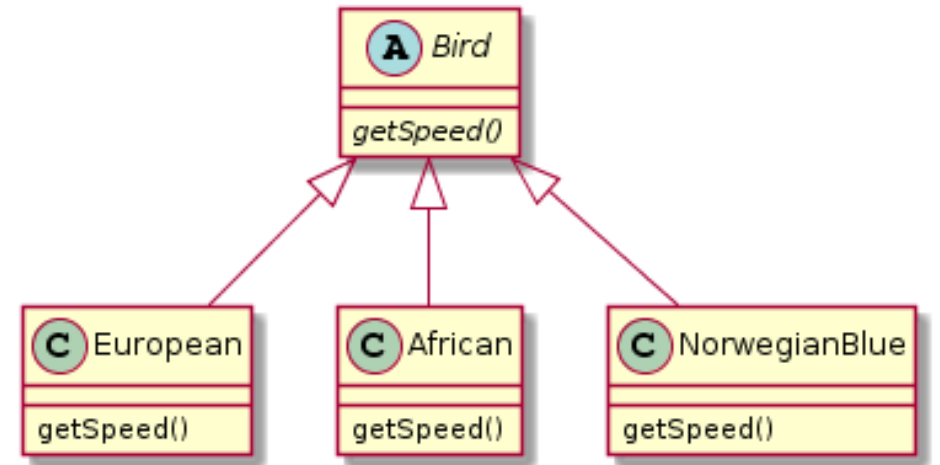 A Bird
getSpeed()
C European
getSpeed()
C African
getSpeed()
C NorwegianBlue
getSpeed()